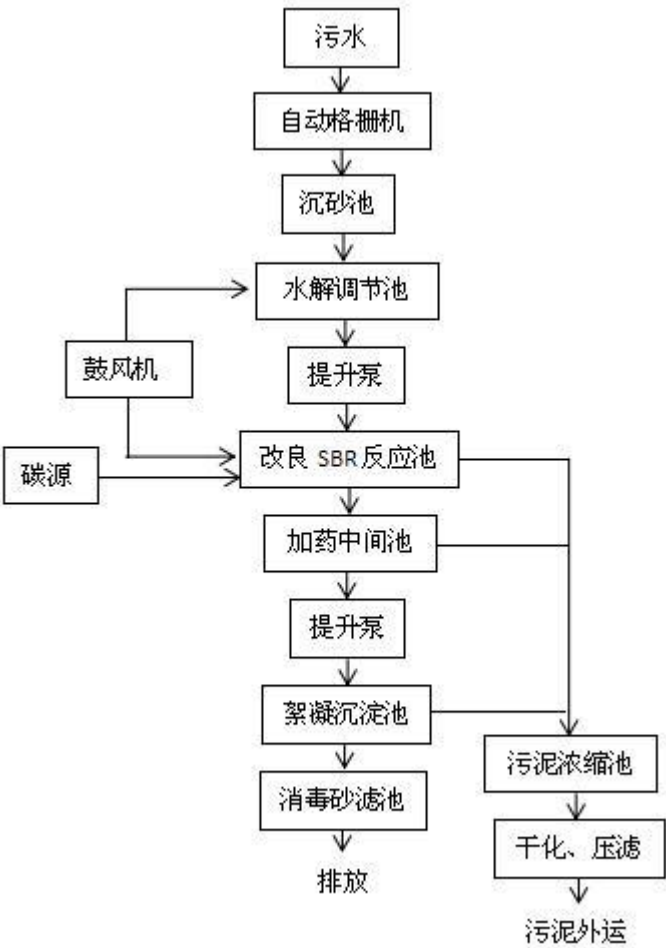 污水
自动格栅机
沉砂池
水解调节池
鼓风机
提升泵
改良SBR反应池
碳源
加药中间池
提升泵
絮凝沉淀池
污泥浓缩池
消毒砂滤池
干化、压滤
排放
污泥外运